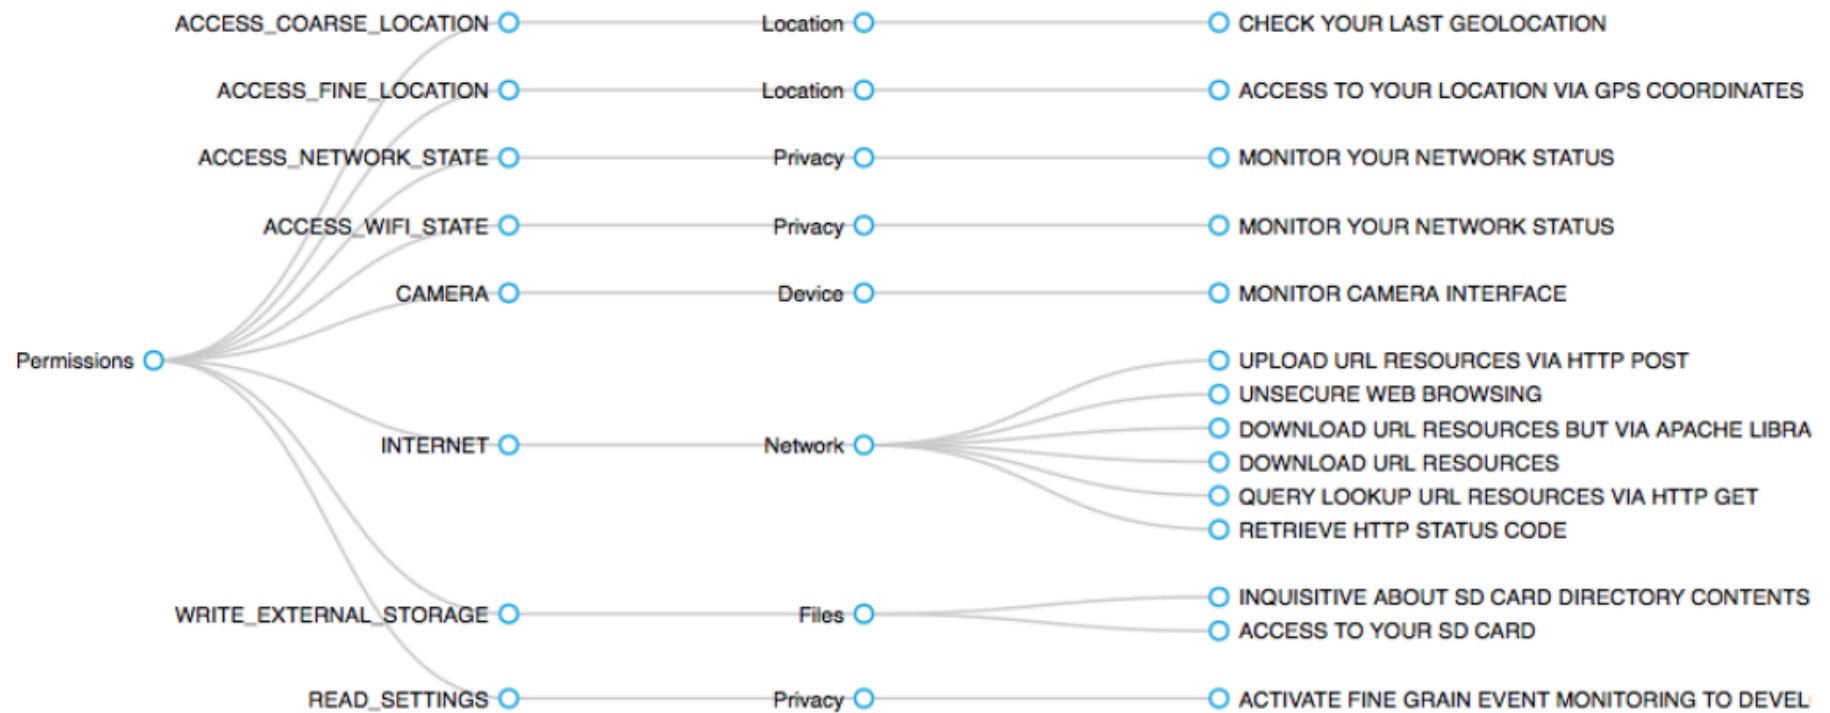 ACCESS_COARSE_LOCATION Location CHECK YOUR LAST GEOLOCATION
ACCESS_FINE_LOCATION Location ACCESS TO YOUR LOCATION VIA GPS COORDINATES
ACCESS_NETWORK_STATE Privacy MONITOR YOUR NETWORK STATUS
ACCESS_WIFI_STATE Privacy MONITOR YOUR NETWORK STATUS
CAMERA Device MONITOR CAMERA INTERFACE
Permissions UPLOAD URL RESOURCES VIA HTTP POST
UNSECURE WEB BROWSING
DOWNLOAD URL RESOURCES BUT VIA APACHE LIBRA
INTERNET Network
DOWNLOAD URL RESOURCES
QUERY LOOKUP URL RESOURCES VIA HTTP GET
RETRIEVE HTTP STATUS CODE
INQUISITIVE ABOUT SD CARD DIRECTORY CONTENTS
WRITE_EXTERNAL_STORAGE Files
ACCESS TO YOUR SD CARD
READ_SETTINGS Privacy ACTIVATE FINE GRAIN EVENT MONITORING TO DEVEL